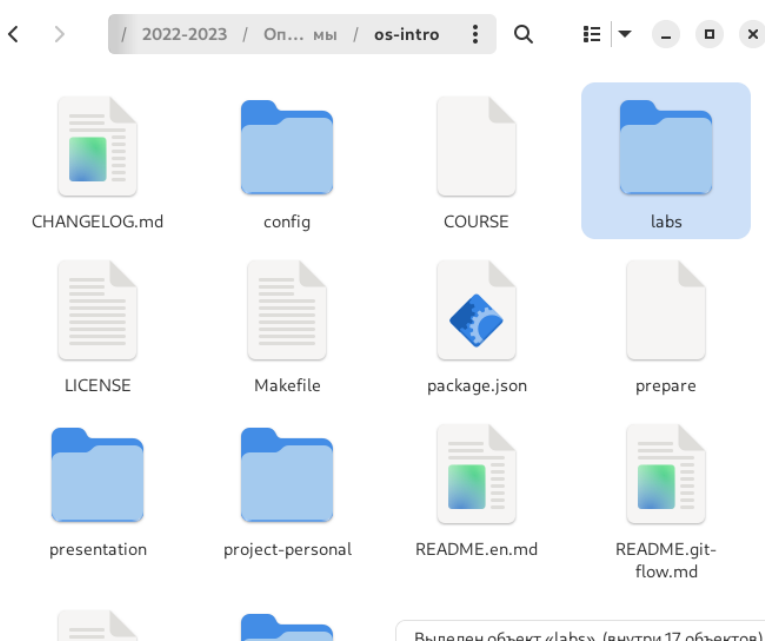 / 2022-2023 / Оп... мы / os-intro
CHANGELOG.md
config
COURSE
labs
LICENSE
Makefile
package.json
prepare
presentation
project-personal
README.en.md
README.git-
flow.md
Выделен объект «labs» (внутри 17 объектов)